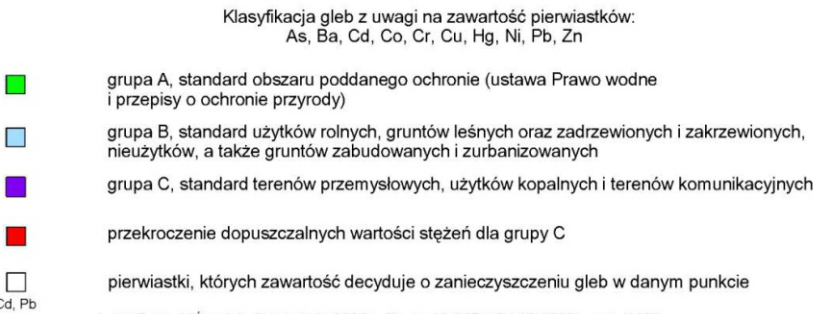 Klasyfikacja gleb z uwagi na zawartość pierwiastków:
As, Ba, Cd, Co, Cr, Cu, Hg, Ni, Pb, Zn
grupa A, standard obszaru poddanego ochronie (ustawa Prawo wodne
i przepisy o ochronie przyrody)
grupa B, standard użytków rolnych, gruntów leśnych oraz zadrzewionych i zakrzewionych,
nieużytków, a także gruntów zabudowanych i zurbanizowanych
grupa C, standard terenów przemysłowych, użytków kopalnych i terenów komunikacyjnych
przekroczenie dopuszczalnych wartości stężeń dla grupy C
pierwiastki, których zawartość decyduje o zanieczyszczeniu gleb w danym punkcie
Cd, Pb